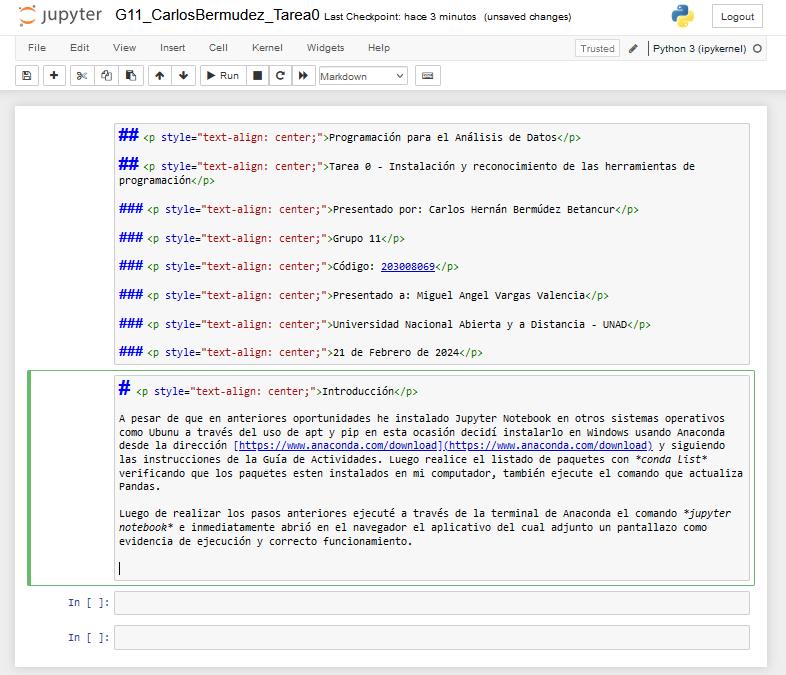 jupyter G11_CarlosBermudez_Tarea0 Last Checkpoint: hace 3 minutos (unsaved changes) Logout
File Edit View Insert Cell Kernel Widgets Help Trusted Python 3 (ipykernel)
Run Markdown
## <p style="text-align: center;">Programación para el Análisis de Datos</p>
## <p style="text-align: center;">Tarea 0 - Instalación y reconocimiento de las herramientas de
programación</p>
### <p style="text-align: center;">Presentado por: Carlos Hernán Bermúdez Betancur</p>
### <p style="text-align: center;">Grupo 11</p>
### <p style="text-align: center;">Código: 203008069</p>
### <p style="text-align: center;">Presentado a: Miguel Angel Vargas Valencia</p>
### <p style="text-align: center;">Universidad Nacional Abierta y a Distancia - UNAD</p>
### <p style="text-align: center;">21 de Febrero de 2024</p>
# <p style="text-align: center;">Introducción</p>
A pesar de que en anteriores oportunidades he instalado Jupyter Notebook en otros sistemas operativos
como Ubunu a través del uso de apt y pip en esta ocasión decidí instalarlo en Windows usando Anaconda
desde la dirección [https://www.anaconda.com/download](https://www.anaconda.com/download) y siguiendo
las instrucciones de la Guía de Actividades. Luego realice el listado de paquetes con *conda list*
verificando que los paquetes esten instalados en mi computador, también ejecute el comando que actualiza
Pandas.
Luego de realizar los pasos anteriores ejecuté a través de la terminal de Anaconda el comando *jupyter
notebook* e inmediatamente abrió en el navegador el aplicativo del cual adjunto un pantallazo como
evidencia de ejecución y correcto funcionamiento.
In [ ]:
In [ ]: